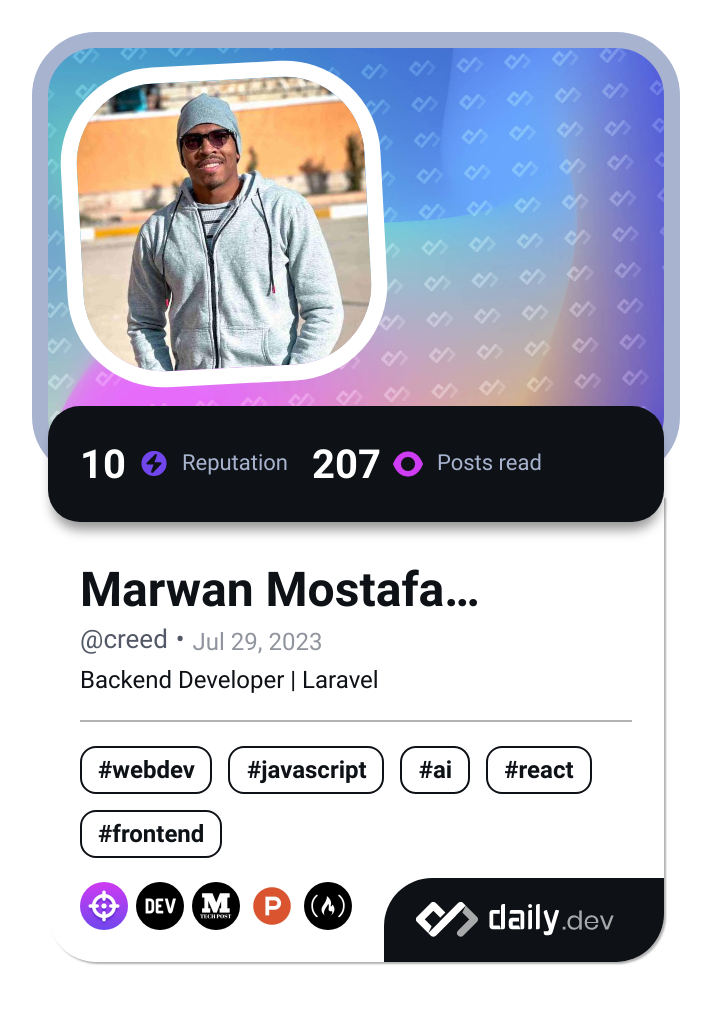 10 Reputation 207 Posts read
Marwan Mostafa...
@creed • Jul 29, 2023
Backend Developer | Laravel
#webdev #javascript #ai #react
#frontend
DEV M P
TECH POST
daily.dev